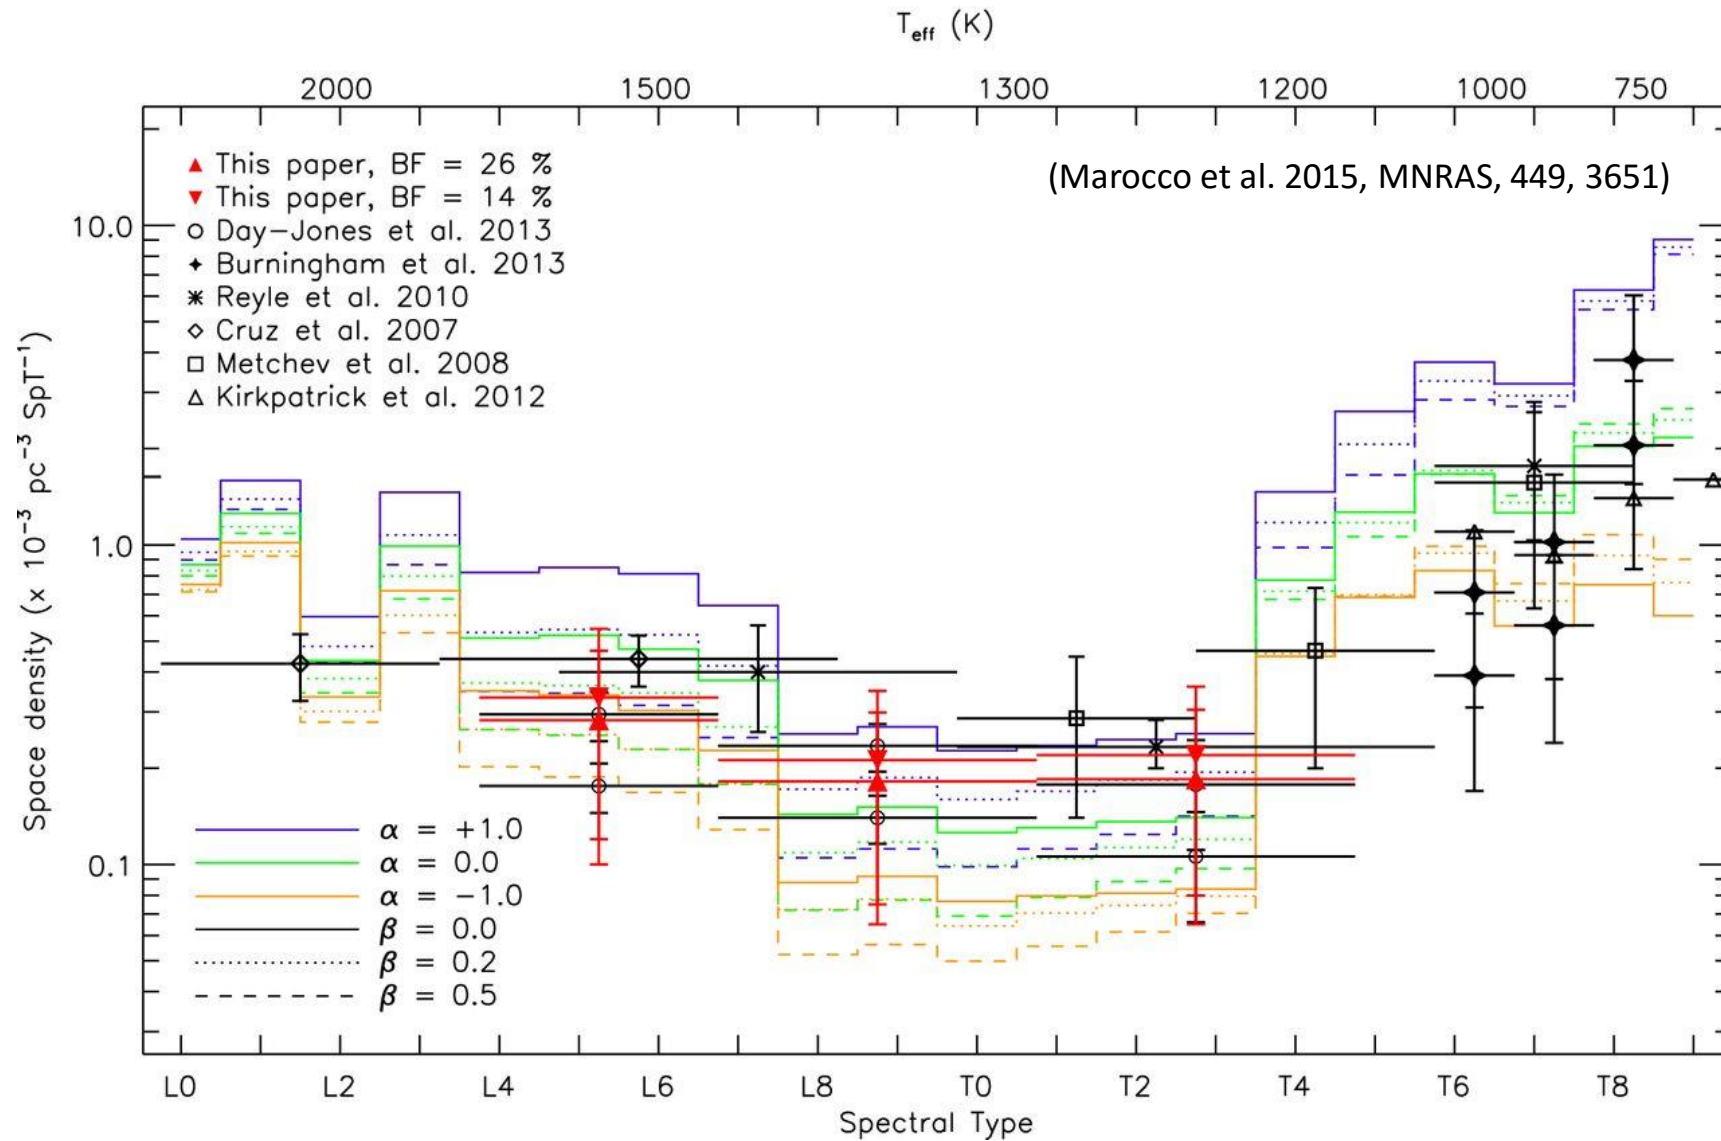 T_eff (K)
2000 1500 1300 1200 1000 750
(Marocco et al. 2015, MNRAS, 449, 3651)
This paper, BF = 26 %
This paper, BF = 14 %
Day-Jones et al. 2013
Burningham et al. 2013
Reyle et al. 2010
Cruz et al. 2007
Metchev et al. 2008
Kirkpatrick et al. 2012
10.0
1.0
0.1
Space density (x 10⁻³ pc⁻³ SpT⁻¹)
α = +1.0
α = 0.0
α = -1.0
β = 0.0
β = 0.2
β = 0.5
L0 L2 L4 L6 L8 T0 T2 T4 T6 T8
Spectral Type